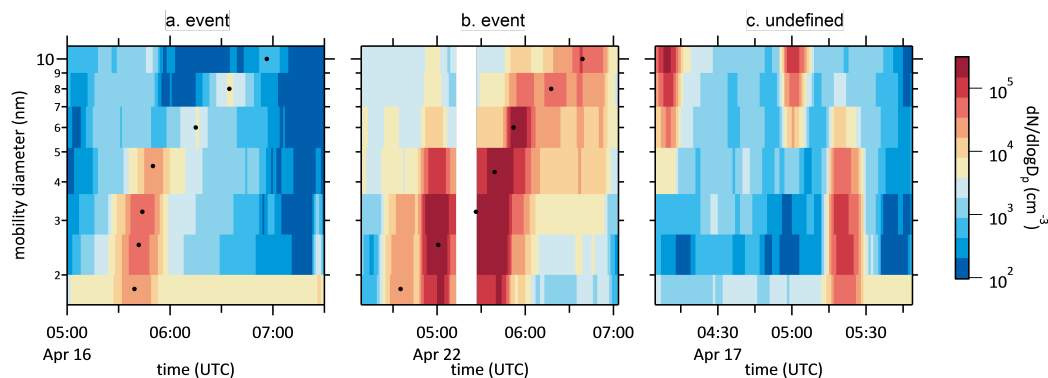 a. event
b. event
c. undefined
mobility diameter (nm)
10
9
8
7
6
5
4
3
2
05:00
06:00
07:00
Apr 16
time (UTC)
05:00
06:00
07:00
Apr 22
time (UTC)
04:30
05:00
05:30
Apr 17
time (UTC)
10^5
10^4
10^3
10^2
dN/dlogD_p (cm^-3)